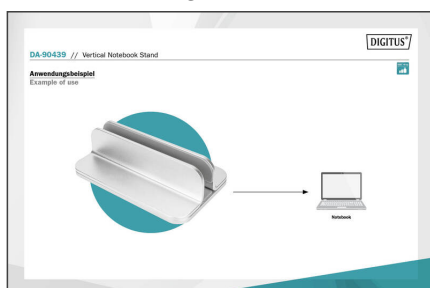 DIGITUS®
DA-90439 // Vertical Notebook Stand
Anwendungsbeispiel
Example of use
Notebook